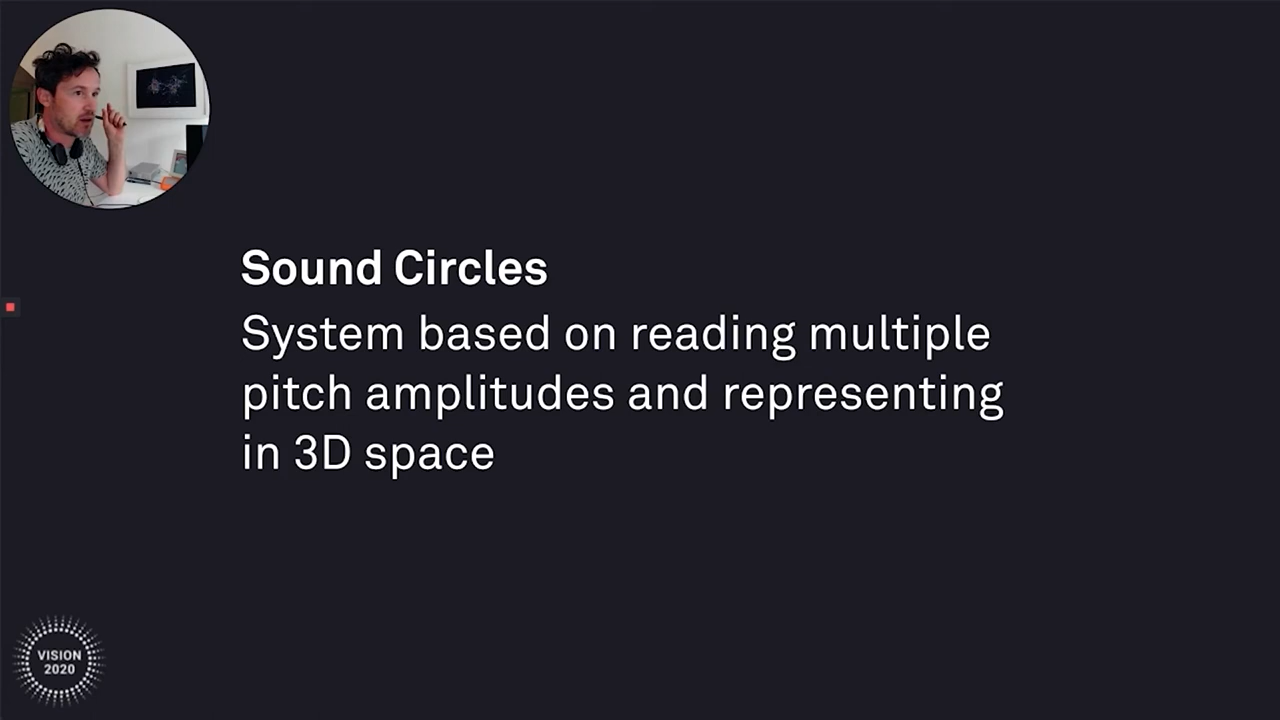 Sound Circles
System based on reading multiple
pitch amplitudes and representing
in 3D space
VISION
2020